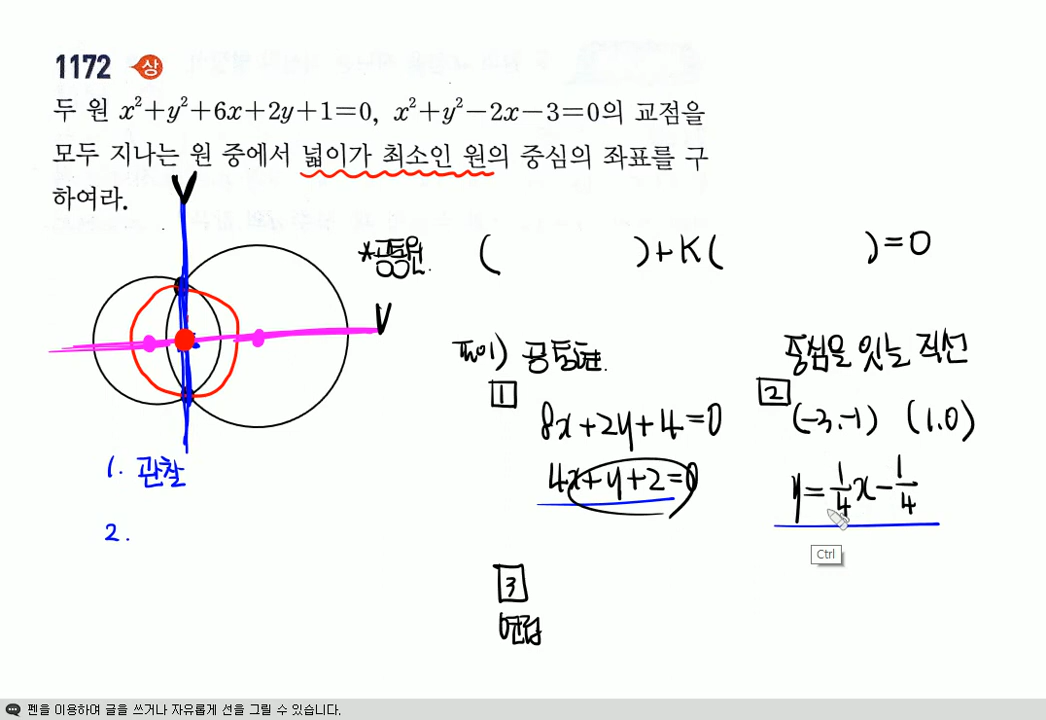 1172 상
두 원 x²+y²+6x+2y+1=0, x²+y²-2x-3=0의 교점을
모두 지나는 원 중에서 넓이가 최소인 원의 중심의 좌표를 구
하여라.
*공통원. ( )+K( )=0
풀이) 공통현.
중심을 잇는 직선
1
8x+2y+4=0
4x+y+2=0
2
(-3,-1) (1,0)
y=1/4x-1/4
1. 관찰
2.
3
연립
Ctrl
펜을 이용하여 글을 쓰거나 자유롭게 선을 그릴 수 있습니다.